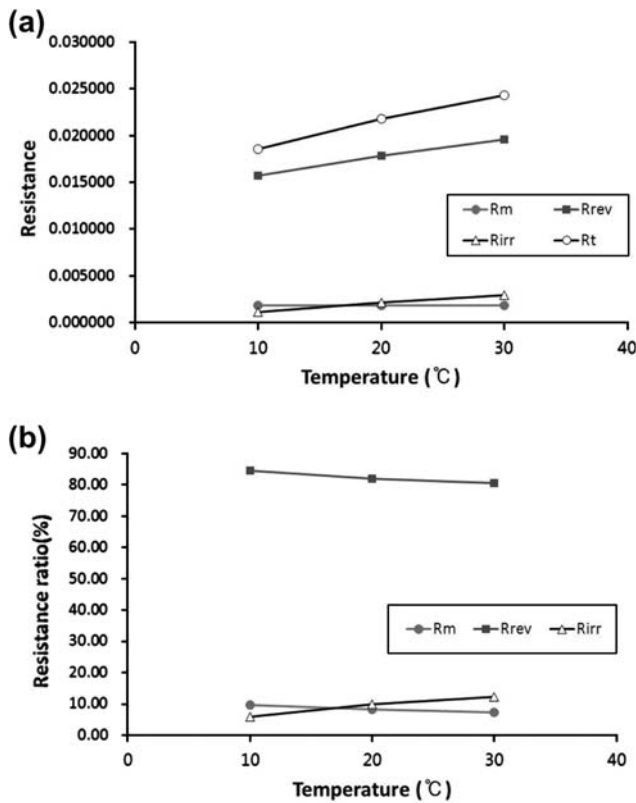 (a)
0.030000
0.025000
0.020000
0.015000
0.010000
0.005000
0.000000
Resistance
Rm Rrev
Rirr Rt
0 10 20 30 40
Temperature (℃)
(b)
90.00
80.00
70.00
60.00
50.00
40.00
30.00
20.00
10.00
0.00
Resistance ratio(%)
Rm Rrev Rirr
0 10 20 30 40
Temperature (℃)